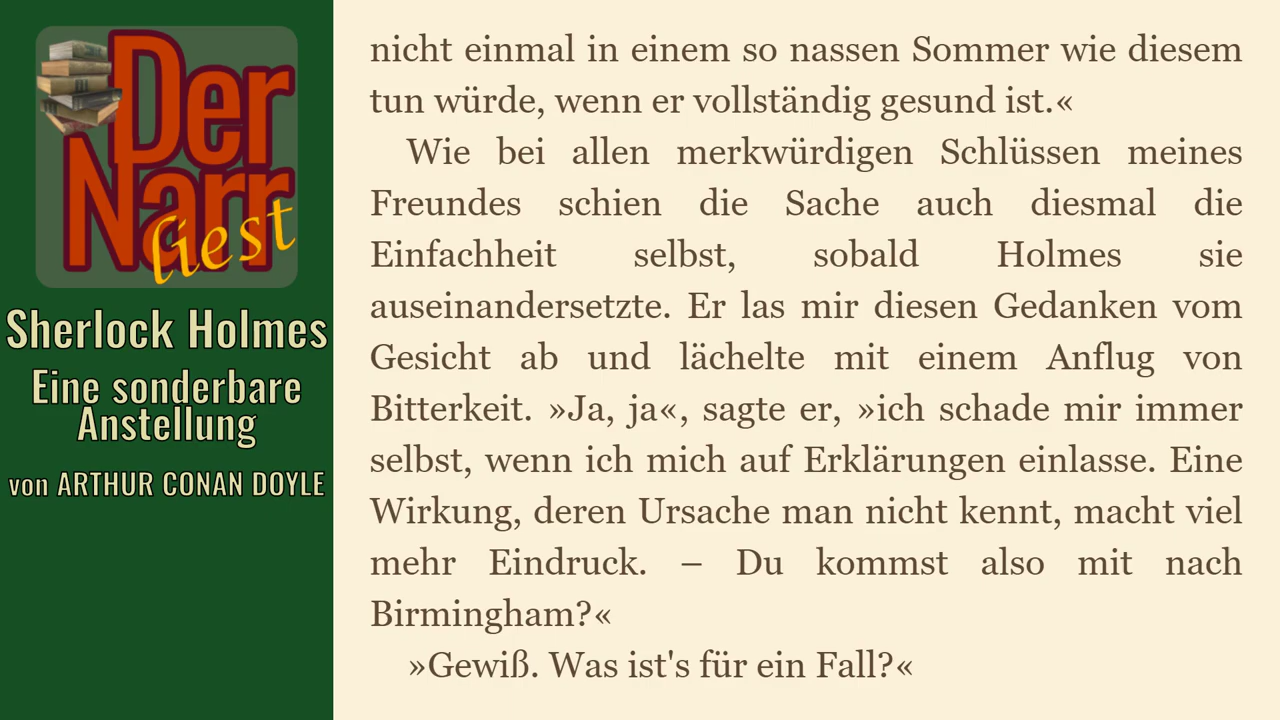 Der
Narr
liest
Sherlock Holmes
Eine sonderbare
Anstellung
von ARTHUR CONAN DOYLE
nicht einmal in einem so nassen Sommer wie diesem
tun würde, wenn er vollständig gesund ist.«
Wie bei allen merkwürdigen Schlüssen meines
Freundes schien die Sache auch diesmal die
Einfachheit selbst, sobald Holmes sie
auseinandersetzte. Er las mir diesen Gedanken vom
Gesicht ab und lächelte mit einem Anflug von
Bitterkeit. »Ja, ja«, sagte er, »ich schade mir immer
selbst, wenn ich mich auf Erklärungen einlasse. Eine
Wirkung, deren Ursache man nicht kennt, macht viel
mehr Eindruck. – Du kommst also mit nach
Birmingham?«
»Gewiß. Was ist's für ein Fall?«